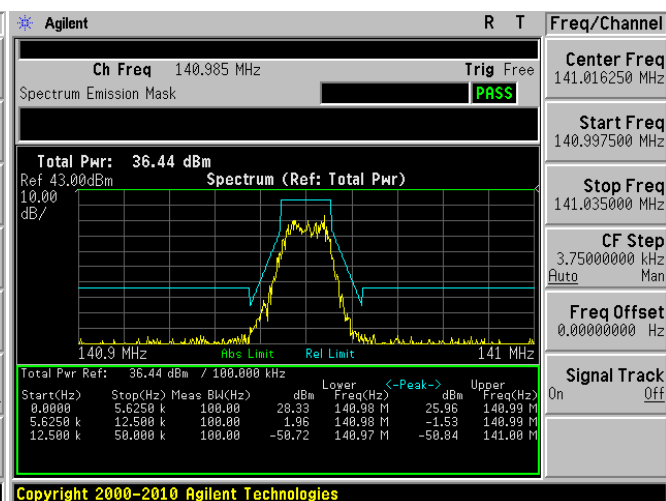 Agilent R T Freq/Channel
Ch Freq 140.985 MHz Trig Free
Spectrum Emission Mask PASS
Center Freq
141.016250 MHz
Start Freq
140.997500 MHz
Stop Freq
141.035000 MHz
CF Step
3.75000000 kHz
Auto Man
Freq Offset
0.00000000 Hz
Signal Track
On Off
Total Pwr: 36.44 dBm
Ref 43.00dBm Spectrum (Ref: Total Pwr)
10.00
dB/
140.9 MHz Abs Limit Rel Limit 141 MHz
Total Pwr Ref: 36.44 dBm / 100.000 kHz
Lower <-Peak-> Upper
Start(Hz) Stop(Hz) Meas BW(Hz) dBm Freq(Hz) dBm Freq(Hz)
0.0000 5.6250 k 100.00 28.33 140.98 M 25.96 140.99 M
5.6250 k 12.500 k 100.00 1.96 140.98 M -1.53 140.99 M
12.500 k 50.000 k 100.00 -50.72 140.97 M -50.84 141.00 M
Copyright 2000-2010 Agilent Technologies